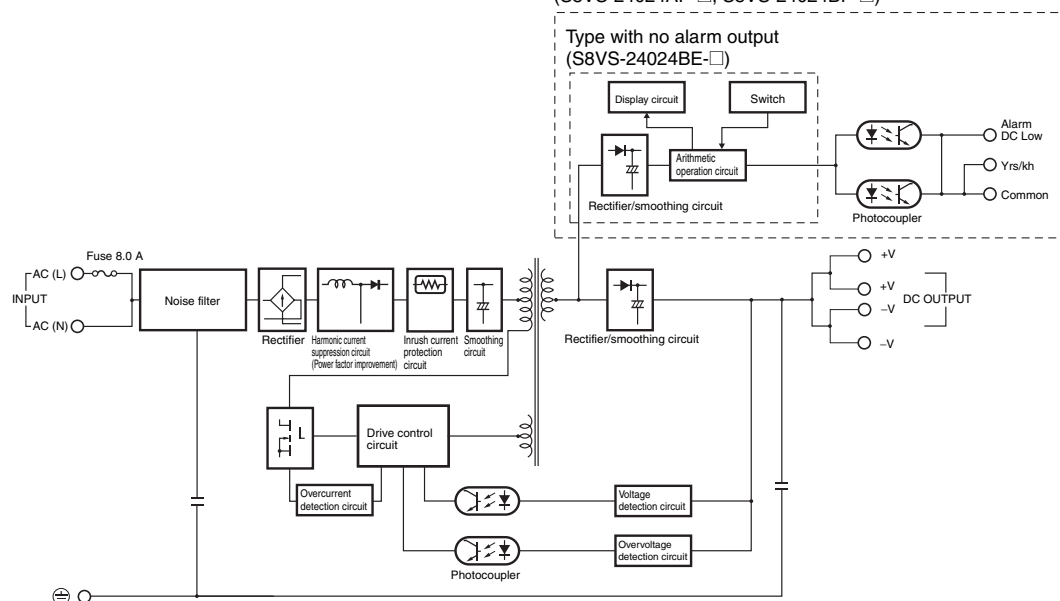 Type with no alarm output
(S8VS-24024BE-□)
Display circuit
Switch
Arithmetic
operation circuit
Rectifier/smoothing circuit
Alarm
DC Low
Yrs/kh
Common
Photocoupler
Fuse 8.0 A
AC (L)
INPUT
AC (N)
Noise filter
Rectifier
Harmonic current
suppression circuit
(Power factor improvement)
Inrush current
protection
circuit
Smoothing
circuit
Rectifier/smoothing circuit
+V
+V
DC OUTPUT
–V
–V
Drive control
circuit
Overcurrent
detection circuit
Voltage
detection circuit
Overvoltage
detection circuit
Photocoupler